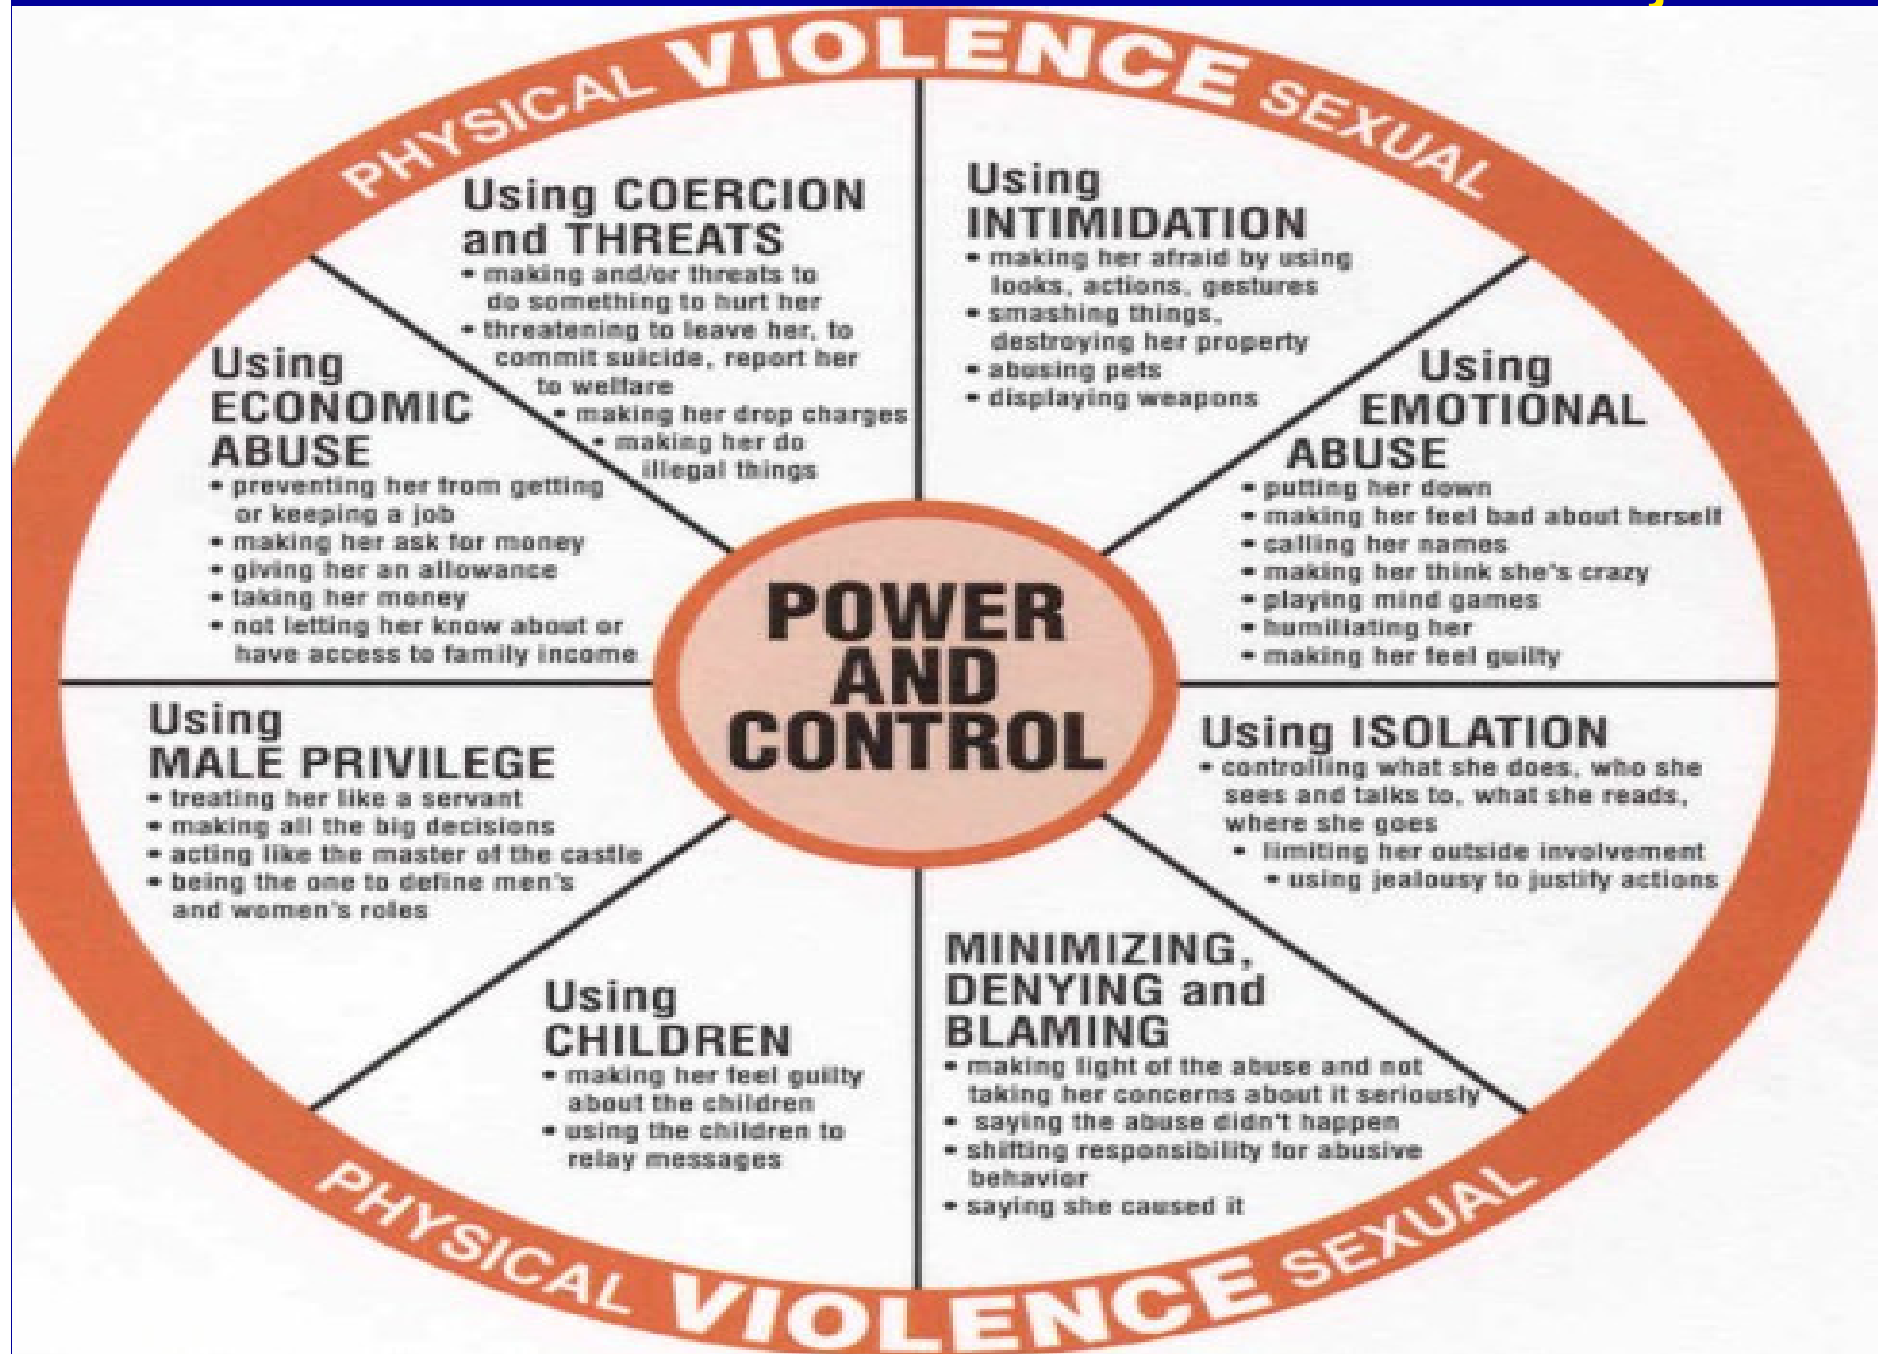 PHYSICAL VIOLENCE SEXUAL
Using COERCION
and THREATS
• making and/or threats to
do something to hurt her
• threatening to leave her, to
commit suicide, report her
to welfare
• making her drop charges
• making her do
illegal things
Using
INTIMIDATION
• making her afraid by using
looks, actions, gestures
• smashing things,
destroying her property
• abusing pets
• displaying weapons
Using
EMOTIONAL
ABUSE
• putting her down
• making her feel bad about herself
• calling her names
• making her think she's crazy
• playing mind games
• humiliating her
• making her feel guilty
Using ISOLATION
• controlling what she does, who she
sees and talks to, what she reads,
where she goes
• limiting her outside involvement
• using jealousy to justify actions
MINIMIZING,
DENYING and
BLAMING
• making light of the abuse and not
taking her concerns about it seriously
• saying the abuse didn't happen
• shifting responsibility for abusive
behavior
• saying she caused it
Using
CHILDREN
• making her feel guilty
about the children
• using the children to
relay messages
Using
MALE PRIVILEGE
• treating her like a servant
• making all the big decisions
• acting like the master of the castle
• being the one to define men's
and women's roles
Using
ECONOMIC
ABUSE
• preventing her from getting
or keeping a job
• making her ask for money
• giving her an allowance
• taking her money
• not letting her know about or
have access to family income
POWER
AND
CONTROL
PHYSICAL VIOLENCE SEXUAL